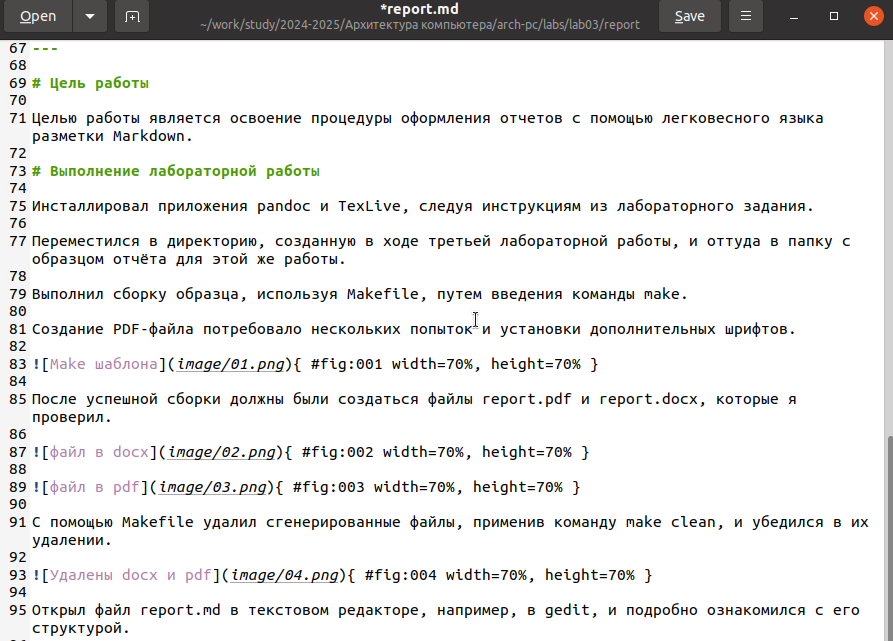 Open
*report.md
~/work/study/2024-2025/Архитектура компьютера/arch-pc/labs/lab03/report
Save
67 ---
68
69 # Цель работы
70
71 Целью работы является освоение процедуры оформления отчетов с помощью легковесного языка
разметки Markdown.
72
73 # Выполнение лабораторной работы
74
75 Инсталлировал приложения pandoc и TexLive, следуя инструкциям из лабораторного задания.
76
77 Переместился в директорию, созданную в ходе третьей лабораторной работы, и оттуда в папку с
образцом отчёта для этой же работы.
78
79 Выполнил сборку образца, используя Makefile, путем введения команды make.
80
81 Создание PDF-файла потребовало нескольких попыток и установки дополнительных шрифтов.
82
83 ![Make шаблона](image/01.png){ #fig:001 width=70%, height=70% }
84
85 После успешной сборки должны были создаться файлы report.pdf и report.docx, которые я
проверил.
86
87 ![файл в docx](image/02.png){ #fig:002 width=70%, height=70% }
88
89 ![файл в pdf](image/03.png){ #fig:003 width=70%, height=70% }
90
91 С помощью Makefile удалил сгенерированные файлы, применив команду make clean, и убедился в их
удалении.
92
93 ![Удалены docx и pdf](image/04.png){ #fig:004 width=70%, height=70% }
94
95 Открыл файл report.md в текстовом редакторе, например, в gedit, и подробно ознакомился с его
структурой.